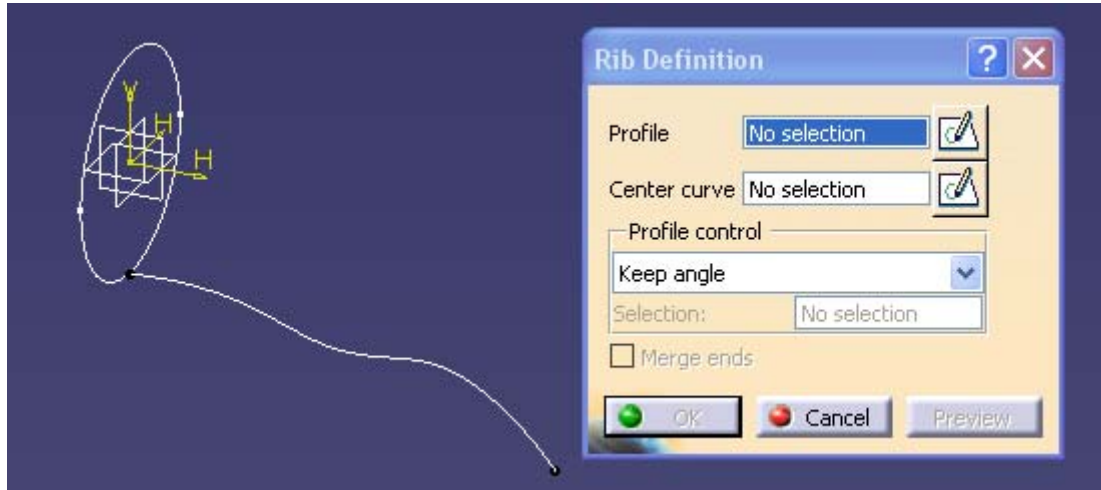 V
H
H
Rib Definition
Profile No selection
Center curve No selection
Profile control
Keep angle
Selection: No selection
Merge ends
OK Cancel Preview